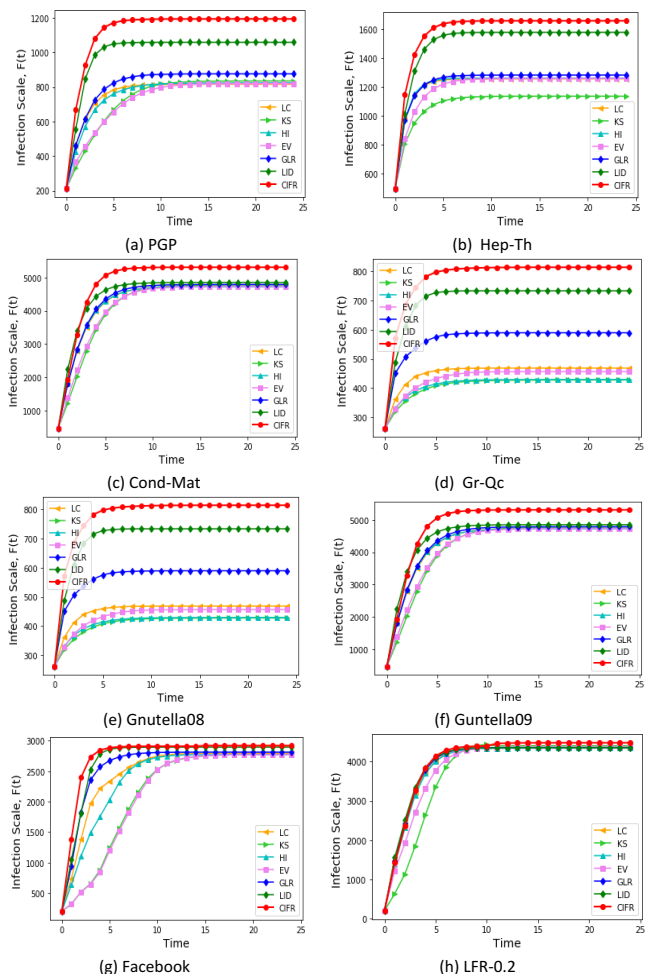 Infection Scale, F(t)
1200
1000
800
600
400
200
0
5
10
15
20
25
LC
KS
HI
EV
GLR
LID
CIFR
Time
(a) PGP
Infection Scale, F(t)
1600
1400
1200
1000
800
600
0
5
10
15
20
25
LC
KS
HI
EV
GLR
LID
CIFR
Time
(b) Hep-Th
Infection Scale, F(t)
5000
4000
3000
2000
1000
0
5
10
15
20
25
LC
KS
HI
EV
GLR
LID
CIFR
Time
(c) Cond-Mat
Infection Scale, F(t)
800
700
600
500
400
300
0
5
10
15
20
25
LC
KS
HI
EV
GLR
LID
CIFR
Time
(d) Gr-Qc
Infection Scale, F(t)
800
700
600
500
400
300
0
5
10
15
20
25
LC
KS
HI
EV
GLR
LID
CIFR
Time
(e) Gnutella08
Infection Scale, F(t)
5000
4000
3000
2000
1000
0
5
10
15
20
25
LC
KS
HI
EV
GLR
LID
CIFR
Time
(f) Guntella09
Infection Scale, F(t)
3000
2500
2000
1500
1000
500
0
5
10
15
20
25
LC
KS
HI
EV
GLR
LID
CIFR
Time
(g) Facebook
Infection Scale, F(t)
4000
3000
2000
1000
0
0
5
10
15
20
25
LC
KS
HI
EV
GLR
LID
CIFR
Time
(h) LFR-0.2